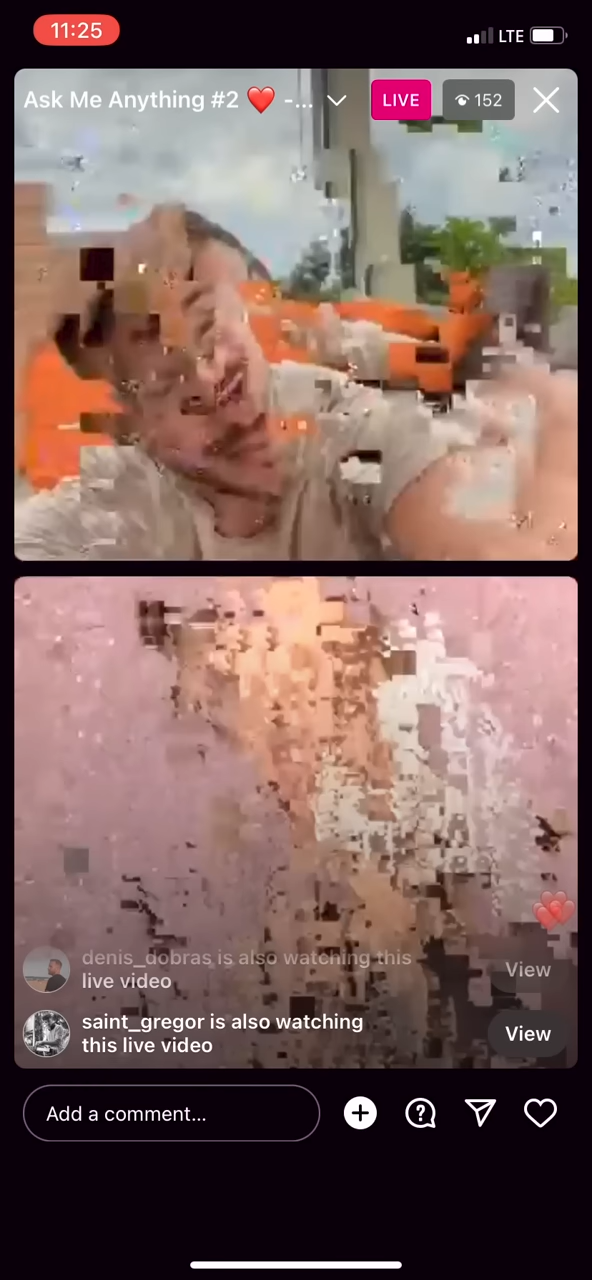 11:25
LTE
Ask Me Anything #2 ❤️ -...
LIVE
152
denis_dobras is also watching this
live video
View
saint_gregor is also watching
this live video
View
Add a comment...